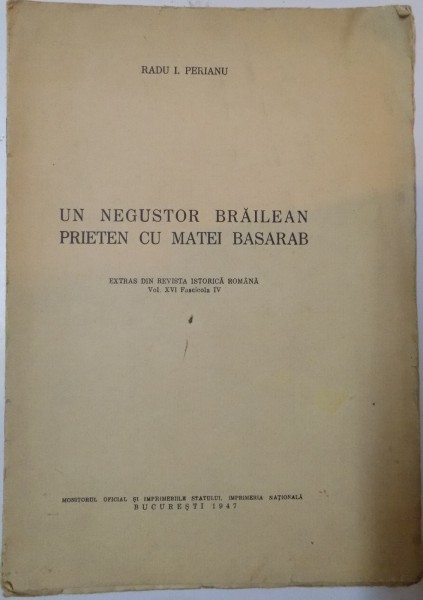 RADU I. PERIANU
UN NEGUSTOR BRĂILEAN
PRIETEN CU MATEI BASARAB
EXTRAS DIN REVISTA ISTORICĂ ROMÂNĂ
Vol. XVI Fascicola IV
MONITORUL OFICIAL ȘI IMPRIMERIILE STATULUI, IMPRIMERIA NAȚIONALĂ
BUCUREȘTI 1947